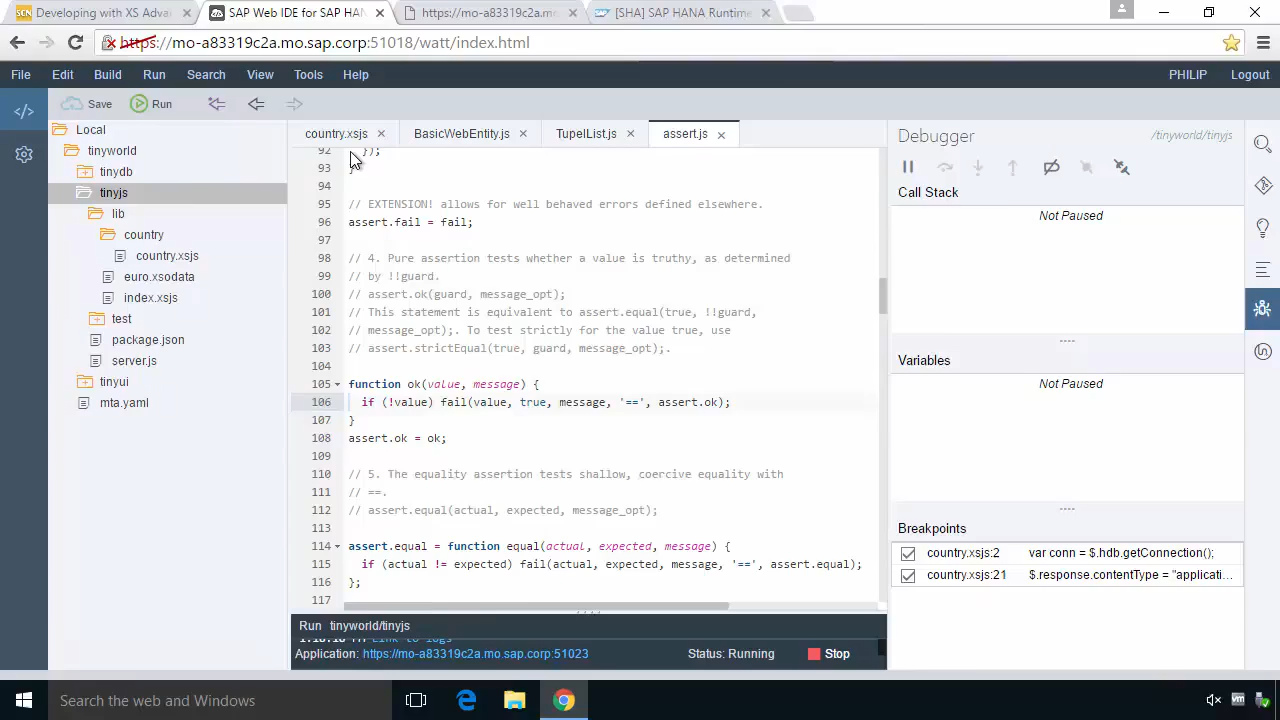 Developing with XS Advai
SAP Web IDE for SAP HAN
https://mo-a83319c2a.mo
[SHA] SAP HANA Runtime
https://mo-a83319c2a.mo.sap.corp:51018/watt/index.html
File Edit Build Run Search View Tools Help PHILIP Logout
Save Run
country.xsjs BasicWebEntity.js TupelList.js assert.js
Local
tinyworld
tinydb
tinyjs
lib
country
country.xsjs
euro.xsodata
index.xsjs
test
package.json
server.js
tinyui
mta.yaml
92 });
93 }
94
95 // EXTENSION! allows for well behaved errors defined elsewhere.
96 assert.fail = fail;
97
98 // 4. Pure assertion tests whether a value is truthy, as determined
99 // by !!guard.
100 // assert.ok(guard, message_opt);
101 // This statement is equivalent to assert.equal(true, !!guard,
102 // message_opt);. To test strictly for the value true, use
103 // assert.strictEqual(true, guard, message_opt);.
104
105 function ok(value, message) {
106 if (!value) fail(value, true, message, '==', assert.ok);
107 }
108 assert.ok = ok;
109
110 // 5. The equality assertion tests shallow, coercive equality with
111 // ==.
112 // assert.equal(actual, expected, message_opt);
113
114 assert.equal = function equal(actual, expected, message) {
115 if (actual != expected) fail(actual, expected, message, '==', assert.equal);
116 };
117
Run tinyworld/tinyjs
Link to logs
Application: https://mo-a83319c2a.mo.sap.corp:51023 Status: Running Stop
Debugger /tinyworld/tinyjs
Call Stack
Not Paused
Variables
Not Paused
Breakpoints
country.xsjs:2 var conn = $.hdb.getConnection();
country.xsjs:21 $.response.contentType = "applicati...
Search the web and Windows